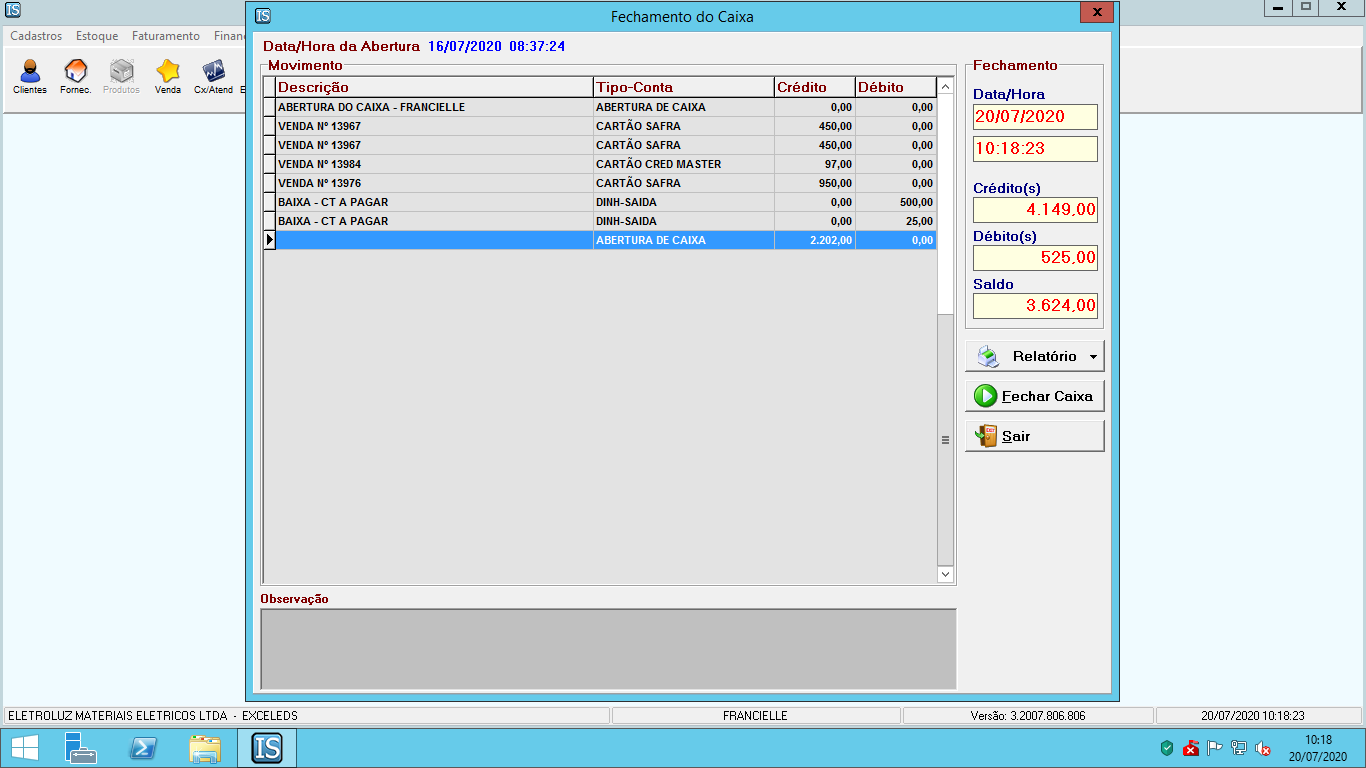 IS
IS Fechamento do Caixa x
Cadastros Estoque Faturamento Financ
Clientes Fornec. Produtos Venda Cx/Atend E
Data/Hora da Abertura 16/07/2020 08:37:24
Movimento
Descrição Tipo-Conta Crédito Débito
ABERTURA DO CAIXA - FRANCIELLE ABERTURA DE CAIXA 0,00 0,00
VENDA Nº 13967 CARTÃO SAFRA 450,00 0,00
VENDA Nº 13967 CARTÃO SAFRA 450,00 0,00
VENDA Nº 13984 CARTÃO CRED MASTER 97,00 0,00
VENDA Nº 13976 CARTÃO SAFRA 950,00 0,00
BAIXA - CT A PAGAR DINH-SAIDA 0,00 500,00
BAIXA - CT A PAGAR DINH-SAIDA 0,00 25,00
ABERTURA DE CAIXA 2.202,00 0,00
Observação
Fechamento
Data/Hora
20/07/2020
10:18:23
Crédito(s)
4.149,00
Débito(s)
525,00
Saldo
3.624,00
Relatório
Fechar Caixa
Sair
ELETROLUZ MATERIAIS ELETRICOS LTDA - EXCELEDS FRANCIELLE Versão: 3.2007.806.806 20/07/2020 10:18:23
IS
10:18
20/07/2020